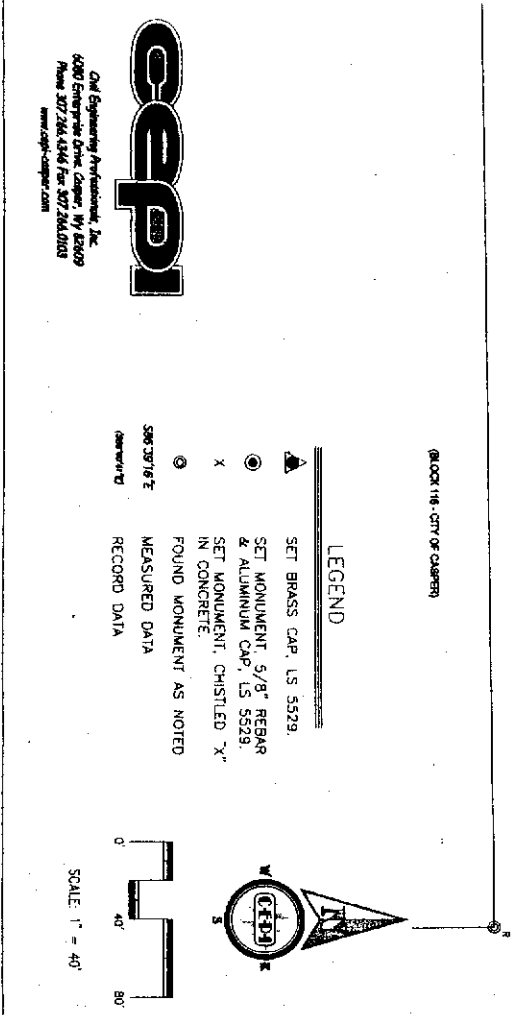 (BLOCK 116 - CITY OF CASPER)
R
LEGEND
SET BRASS CAP, LS 5529.
SET MONUMENT, 5/8" REBAR
& ALUMINUM CAP, LS 5529.
X SET MONUMENT, CHISTLED "X"
IN CONCRETE.
FOUND MONUMENT AS NOTED
S86°39'16"E MEASURED DATA
RECORD DATA
N
W
E
S
C-E-P-I
0' 40' 80'
SCALE: 1" = 40'
cepi
Civil Engineering Professionals, Inc.
6080 Enterprise Drive, Casper, Wy 82609
Phone 307.266.4346 Fax 307.266.0103
www.cepi-casper.com